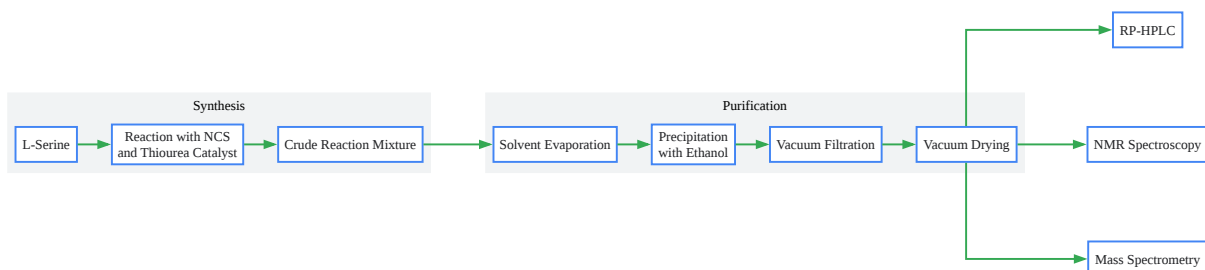 RP-HPLC
Synthesis
Purification
L-Serine
Reaction with NCS
and Thiourea Catalyst
Crude Reaction Mixture
Solvent Evaporation
Precipitation
with Ethanol
Vacuum Filtration
Vacuum Drying
NMR Spectroscopy
Mass Spectrometry